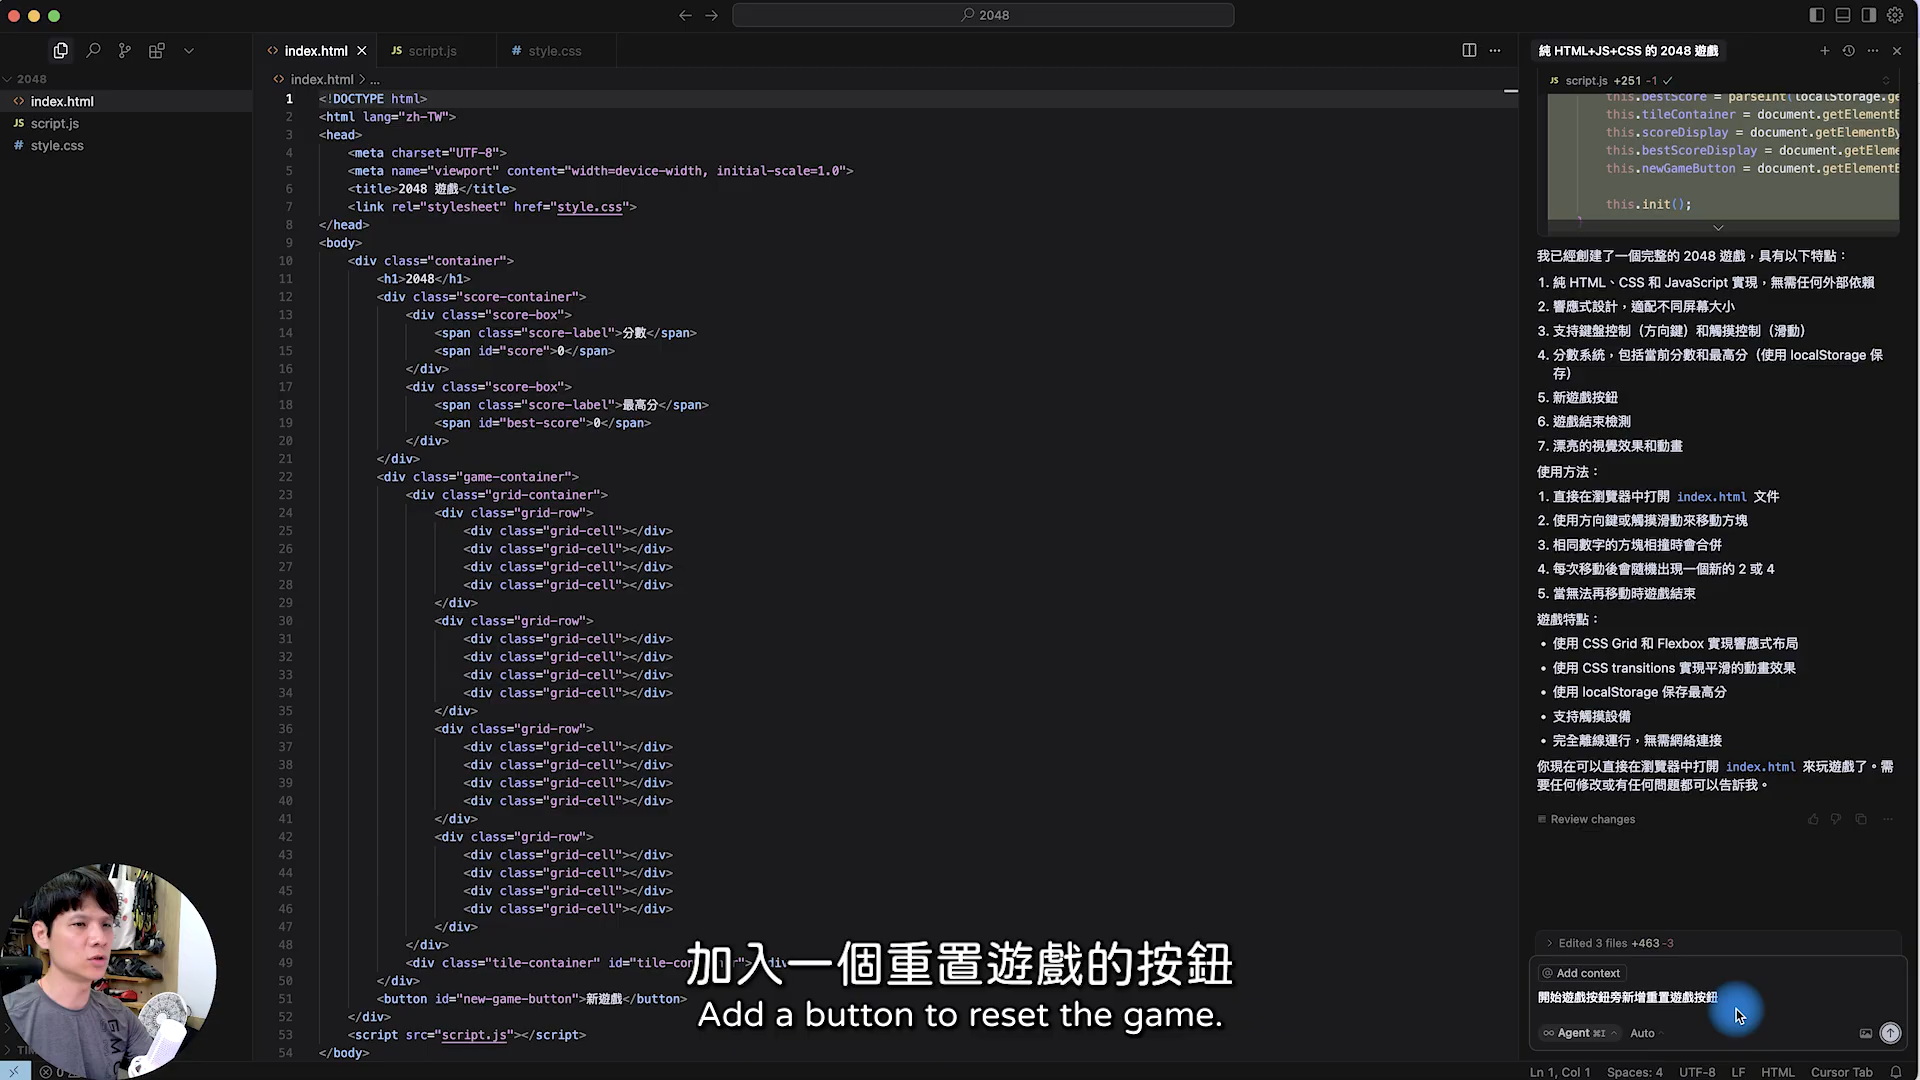 2048
index.html
JS script.js
# style.css
純 HTML+JS+CSS 的 2048 遊戲
2048
index.html
JS script.js
# style.css
index.html > ...
1 <!DOCTYPE html>
2 <html lang="zh-TW">
3 <head>
4 <meta charset="UTF-8">
5 <meta name="viewport" content="width=device-width, initial-scale=1.0">
6 <title>2048 遊戲</title>
7 <link rel="stylesheet" href="style.css">
8 </head>
9 <body>
10 <div class="container">
11 <h1>2048</h1>
12 <div class="score-container">
13 <div class="score-box">
14 <span class="score-label">分數</span>
15 <span id="score">0</span>
16 </div>
17 <div class="score-box">
18 <span class="score-label">最高分</span>
19 <span id="best-score">0</span>
20 </div>
21 </div>
22 <div class="game-container">
23 <div class="grid-container">
24 <div class="grid-row">
25 <div class="grid-cell"></div>
26 <div class="grid-cell"></div>
27 <div class="grid-cell"></div>
28 <div class="grid-cell"></div>
29 </div>
30 <div class="grid-row">
31 <div class="grid-cell"></div>
32 <div class="grid-cell"></div>
33 <div class="grid-cell"></div>
34 <div class="grid-cell"></div>
35 </div>
36 <div class="grid-row">
37 <div class="grid-cell"></div>
38 <div class="grid-cell"></div>
39 <div class="grid-cell"></div>
40 <div class="grid-cell"></div>
41 </div>
42 <div class="grid-row">
43 <div class="grid-cell"></div>
44 <div class="grid-cell"></div>
45 <div class="grid-cell"></div>
46 <div class="grid-cell"></div>
47 </div>
48 </div>
49 <div class="tile-container" id="tile-co
50 </div>
51 <button id="new-game-button">新遊戲</button>
52 </div>
53 <script src="script.js"></script>
54 </body>
JS script.js +251 -1
this.bestScore = parseInt(localStorage.ge
this.tileContainer = document.getElementB
this.scoreDisplay = document.getElementBy
this.bestScoreDisplay = document.getEleme
this.newGameButton = document.getElementB
this.init();
}
我已經創建了一個完整的 2048 遊戲，具有以下特點：
1. 純 HTML、CSS 和 JavaScript 實現，無需任何外部依賴
2. 響應式設計，適配不同屏幕大小
3. 支持鍵盤控制（方向鍵）和觸摸控制（滑動）
4. 分數系統，包括當前分數和最高分（使用 localStorage 保
存）
5. 新遊戲按鈕
6. 遊戲結束檢測
7. 漂亮的視覺效果和動畫
使用方法：
1. 直接在瀏覽器中打開 index.html 文件
2. 使用方向鍵或觸摸滑動來移動方塊
3. 相同數字的方塊相撞時會合併
4. 每次移動後會隨機出現一個新的 2 或 4
5. 當無法再移動時遊戲結束
遊戲特點：
• 使用 CSS Grid 和 Flexbox 實現響應式布局
• 使用 CSS transitions 實現平滑的動畫效果
• 使用 localStorage 保存最高分
• 支持觸摸設備
• 完全離線運行，無需網絡連接
你現在可以直接在瀏覽器中打開 index.html 來玩遊戲了。需
要任何修改或有任何問題都可以告訴我。
Review changes
Edited 3 files +463 -3
@ Add context
開始遊戲按鈕旁新增重置遊戲按鈕
Agent ⌘I Auto
加入一個重置遊戲的按鈕
Add a button to reset the game.
Ln 1, Col 1 Spaces: 4 UTF-8 LF HTML Cursor Tab